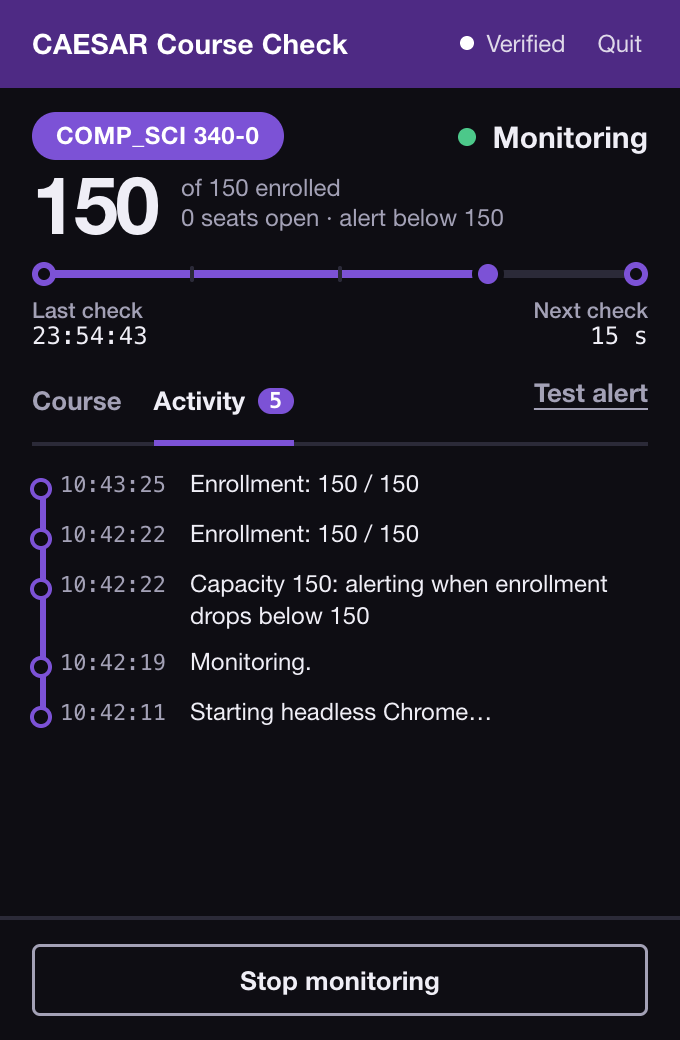 CAESAR Course Check
Verified
Quit
COMP_SCI 340-0
Monitoring
150
of 150 enrolled
0 seats open · alert below 150
Last check
Next check
23:54:43
15 s
Course
Activity 5
Test alert
10:43:25 Enrollment: 150 / 150
10:42:22 Enrollment: 150 / 150
10:42:22 Capacity 150: alerting when enrollment
drops below 150
10:42:19 Monitoring.
10:42:11 Starting headless Chrome…
Stop monitoring